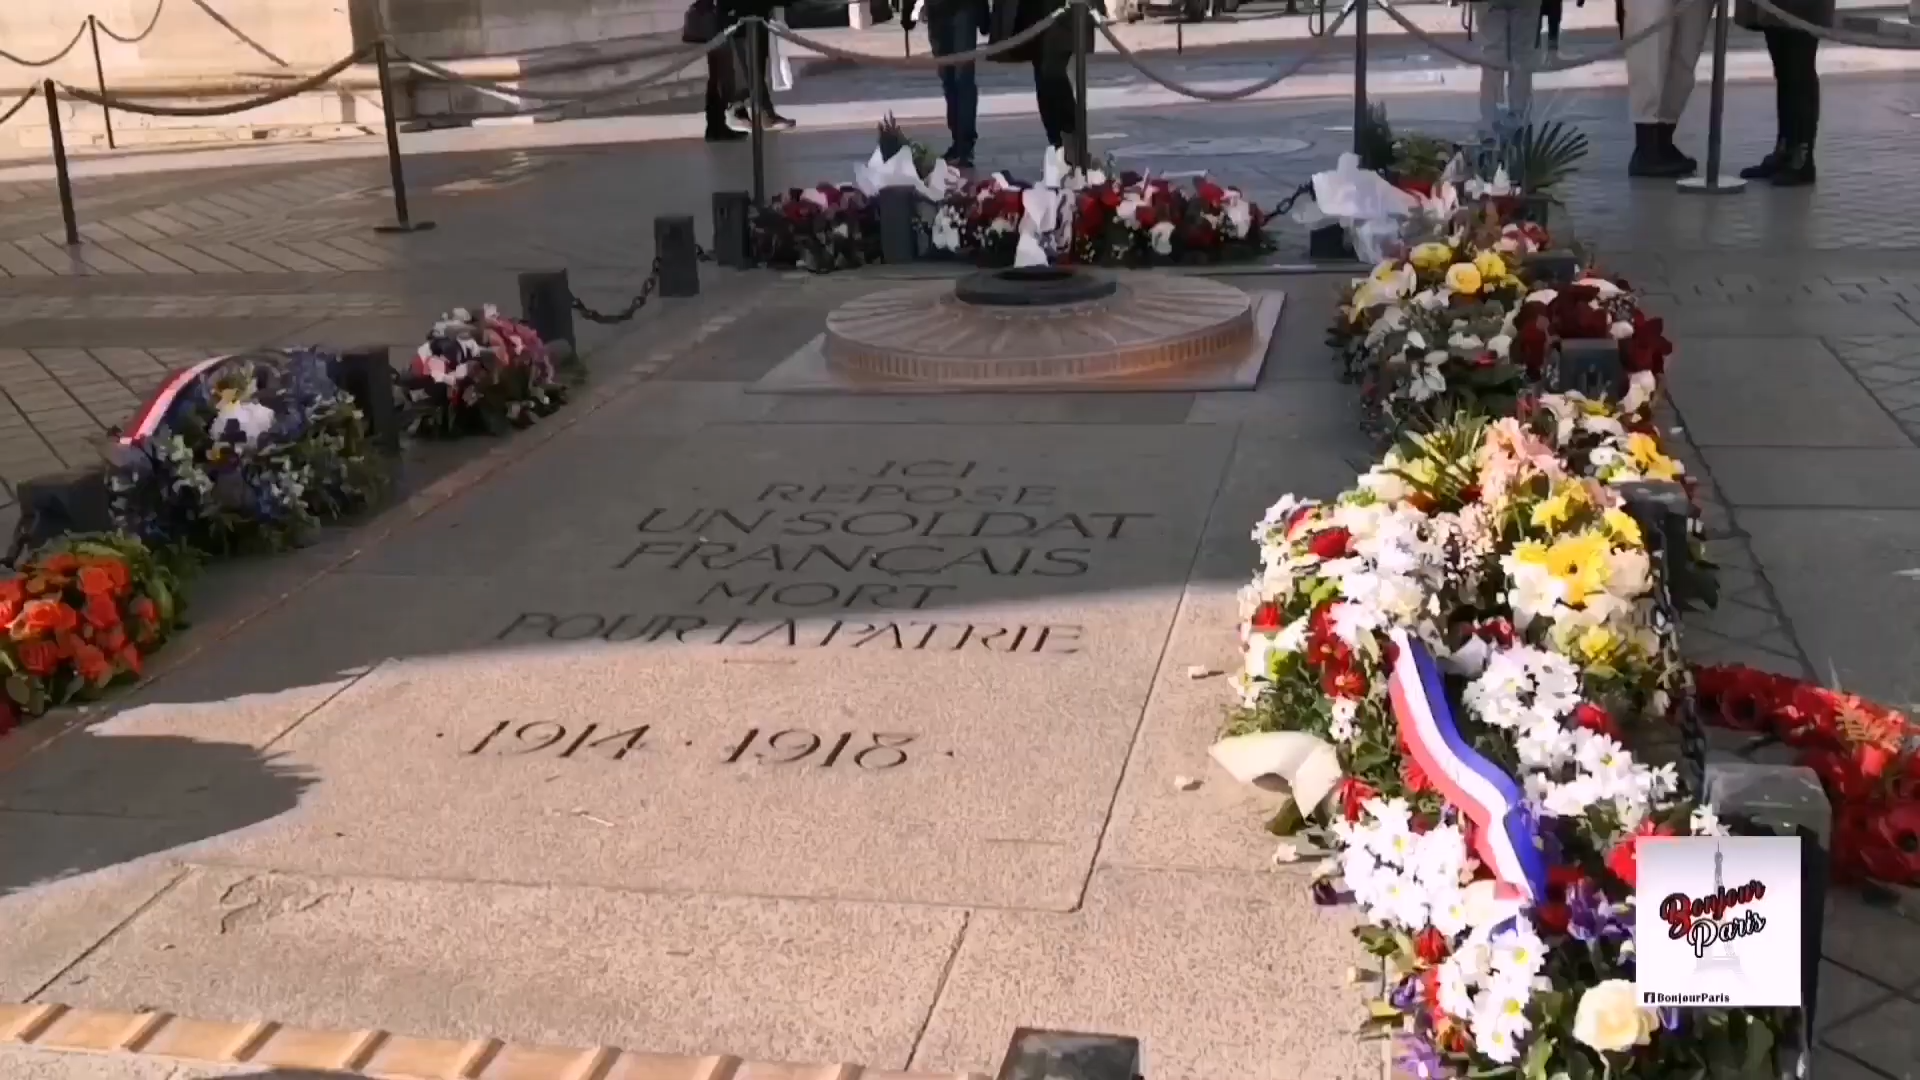 · ICI ·
REPOSE
UN SOLDAT
FRANÇAIS
MORT
POUR LA PATRIE
· 1914 · 1918 ·
Bonjour
Paris
BonjourParis